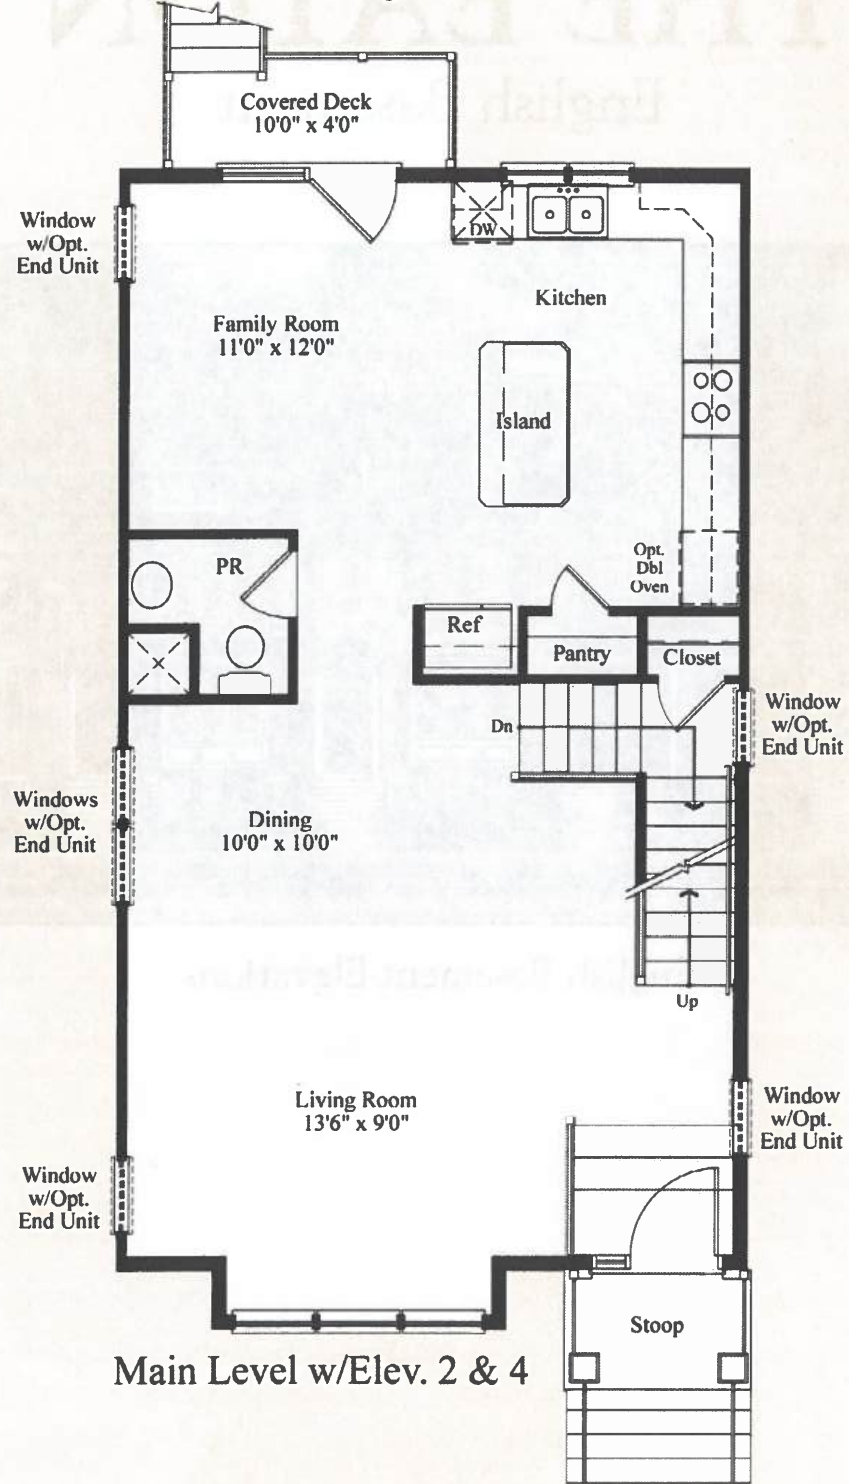 Covered Deck
10'0" x 4'0"
Window
w/Opt.
End Unit
DW
Kitchen
Family Room
11'0" x 12'0"
Island
Opt.
Dbl
Oven
PR
Ref
Pantry
Closet
Dn
Window
w/Opt.
End Unit
Windows
w/Opt.
End Unit
Dining
10'0" x 10'0"
Up
Living Room
13'6" x 9'0"
Window
w/Opt.
End Unit
Window
w/Opt.
End Unit
Stoop
Main Level w/Elev. 2 & 4